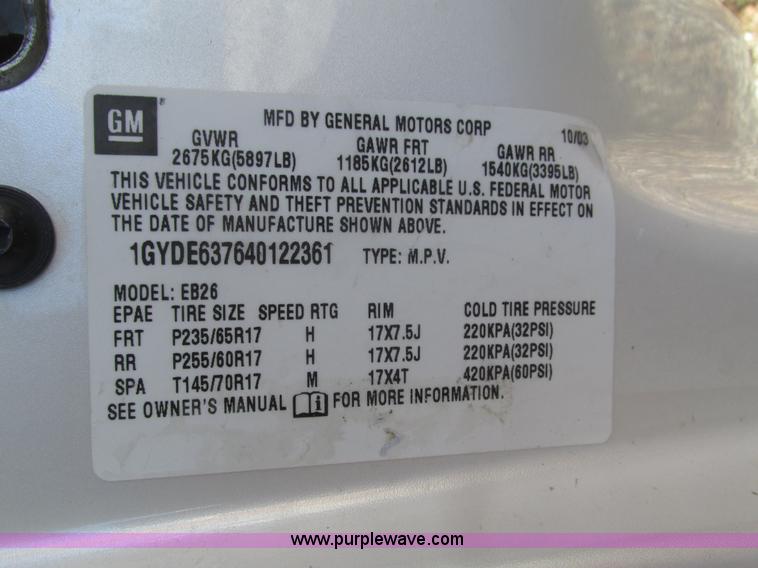 GM
MFD BY GENERAL MOTORS CORP 10/03
GVWR GAWR FRT GAWR RR
2675KG(5897LB) 1185KG(2612LB) 1540KG(3395LB)
THIS VEHICLE CONFORMS TO ALL APPLICABLE U.S. FEDERAL MOTOR
VEHICLE SAFETY AND THEFT PREVENTION STANDARDS IN EFFECT ON
THE DATE OF MANUFACTURE SHOWN ABOVE.
1GYDE637640122361 TYPE: M.P.V.
MODEL: EB26
EPAE TIRE SIZE SPEED RTG RIM COLD TIRE PRESSURE
FRT P235/65R17 H 17X7.5J 220KPA(32PSI)
RR P255/60R17 H 17X7.5J 220KPA(32PSI)
SPA T145/70R17 M 17X4T 420KPA(60PSI)
SEE OWNER'S MANUAL i FOR MORE INFORMATION.
www.purplewave.com